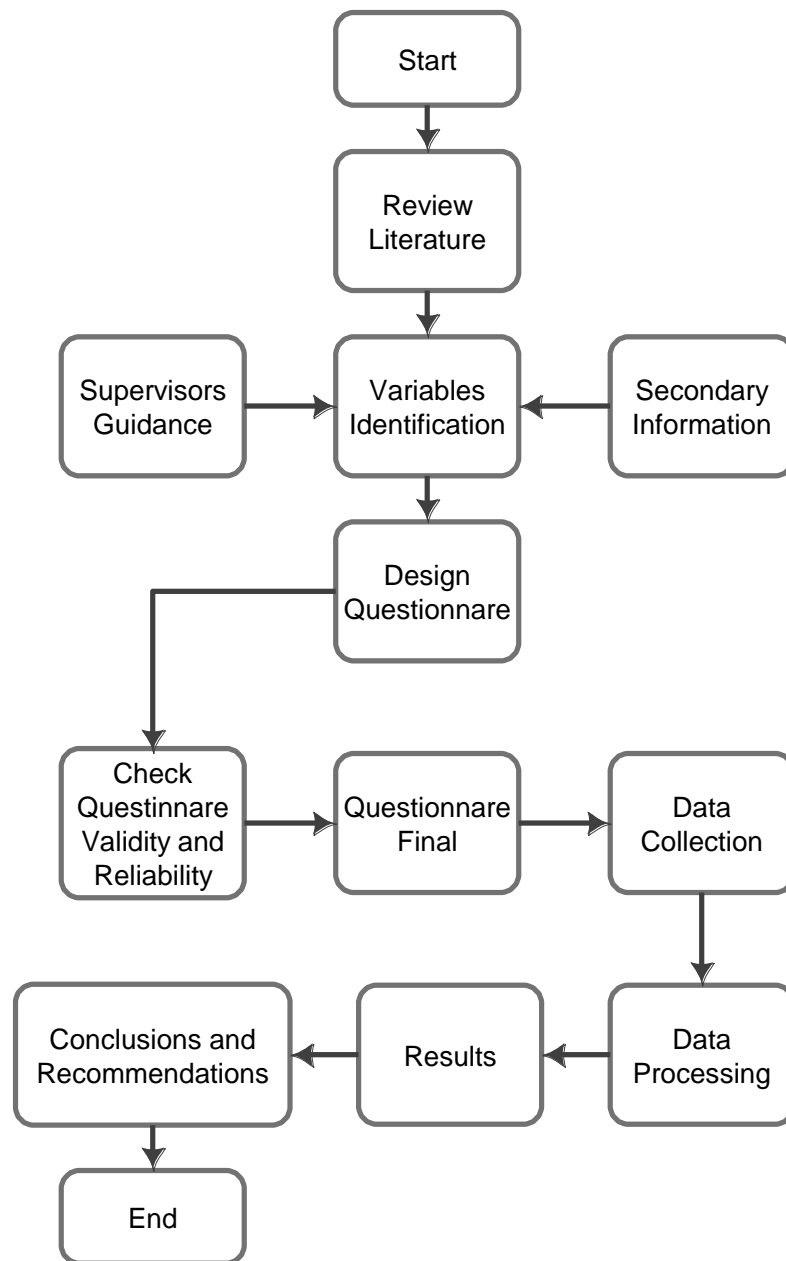 Start
Review
Literature
Supervisors
Guidance
Variables
Identification
Secondary
Information
Design
Questionnare
Check
Questinnare
Validity and
Reliability
Questionnare
Final
Data
Collection
Conclusions and
Recommendations
Results
Data
Processing
End